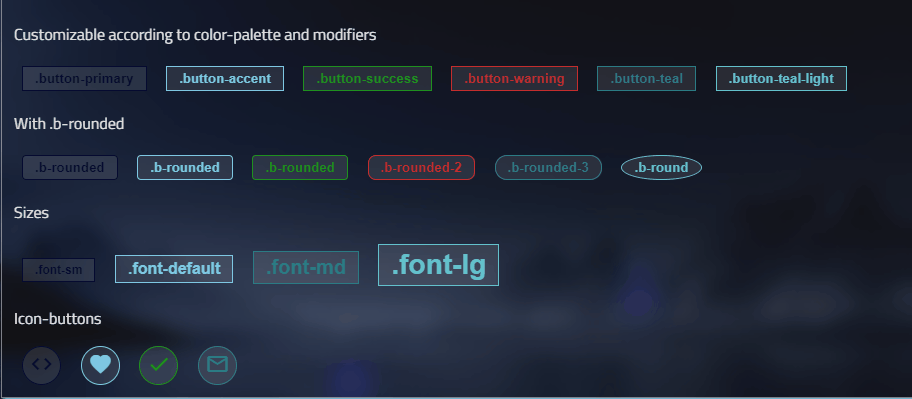 Customizable according to color-palette and modifiers
.button-primary .button-accent .button-success .button-warning .button-teal .button-teal-light
With .b-rounded
.b-rounded .b-rounded .b-rounded .b-rounded-2 .b-rounded-3 .b-round
Sizes
.font-sm .font-default .font-md .font-lg
Icon-buttons